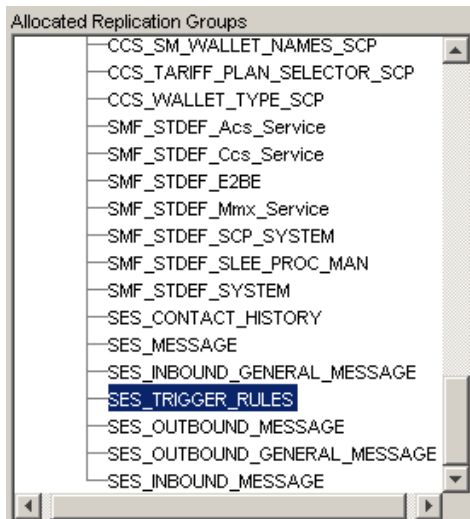 Allocated Replication Groups
CCS_SM_WALLET_NAMES_SCP
CCS_TARIFF_PLAN_SELECTOR_SCP
CCS_WALLET_TYPE_SCP
SMF_STDEF_Acs_Service
SMF_STDEF_Ccs_Service
SMF_STDEF_E2BE
SMF_STDEF_Mmx_Service
SMF_STDEF_SCP_SYSTEM
SMF_STDEF_SLEE_PROC_MAN
SMF_STDEF_SYSTEM
SES_CONTACT_HISTORY
SES_MESSAGE
SES_INBOUND_GENERAL_MESSAGE
SES_TRIGGER_RULES
SES_OUTBOUND_MESSAGE
SES_OUTBOUND_GENERAL_MESSAGE
SES_INBOUND_MESSAGE